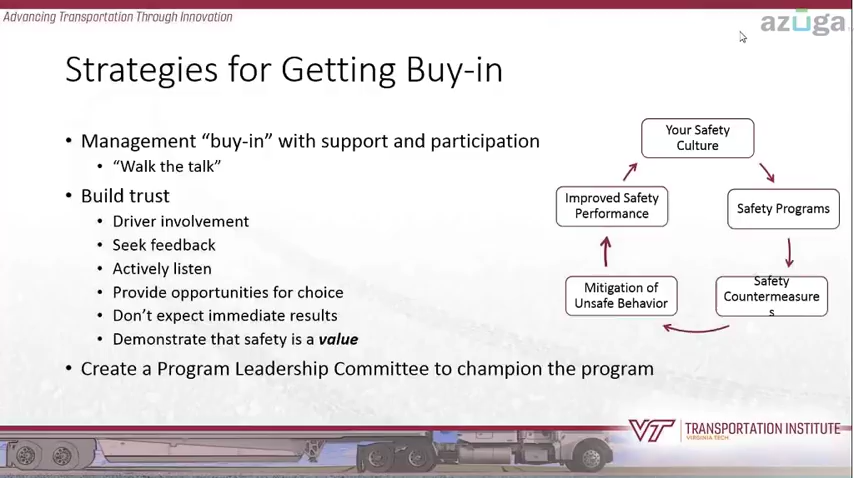 Advancing Transportation Through Innovation
azuga
Strategies for Getting Buy-in
• Management “buy-in” with support and participation
• “Walk the talk”
• Build trust
• Driver involvement
• Seek feedback
• Actively listen
• Provide opportunities for choice
• Don’t expect immediate results
• Demonstrate that safety is a value
• Create a Program Leadership Committee to champion the program
Your Safety
Culture
Safety Programs
Safety
Countermeasure
s
Mitigation of
Unsafe Behavior
Improved Safety
Performance
VT TRANSPORTATION INSTITUTE
VIRGINIA TECH